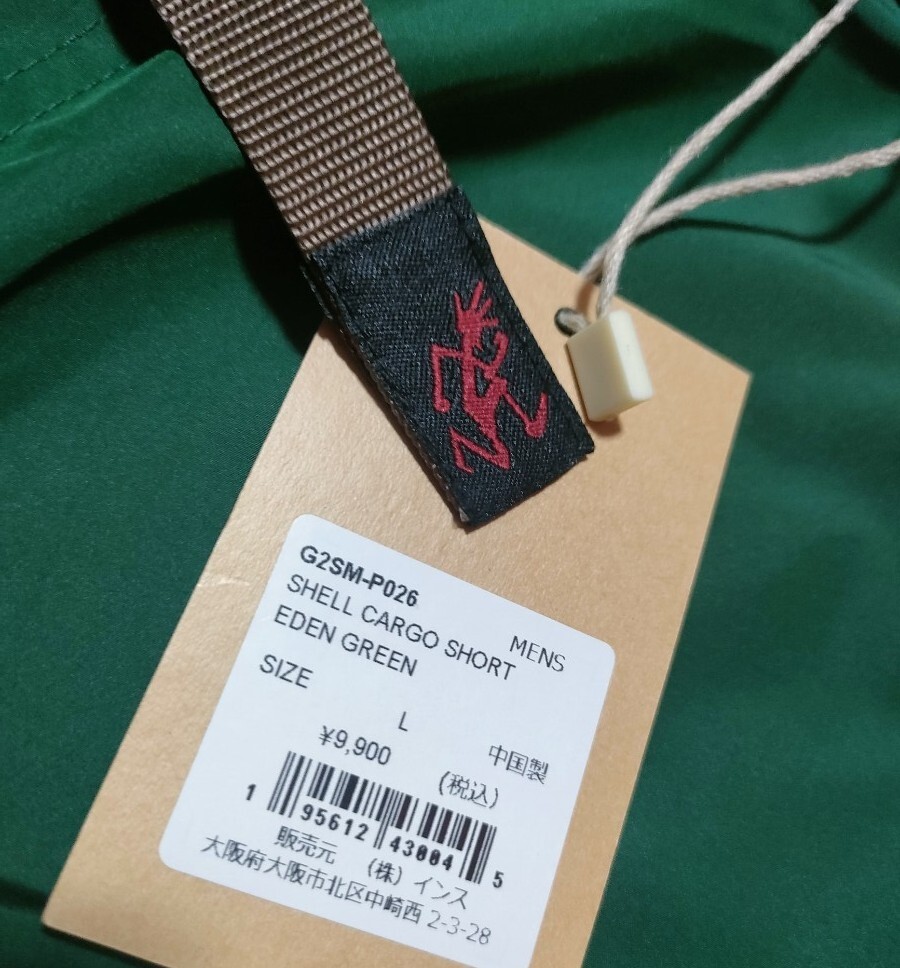 G2SM-P026
MENS
SHELL CARGO SHORT
EDEN GREEN
SIZE
L
¥9,900
中国製
(税込)
1 95612 43004 5
販売元 (株) インス
大阪府大阪市北区中崎西 2-3-28